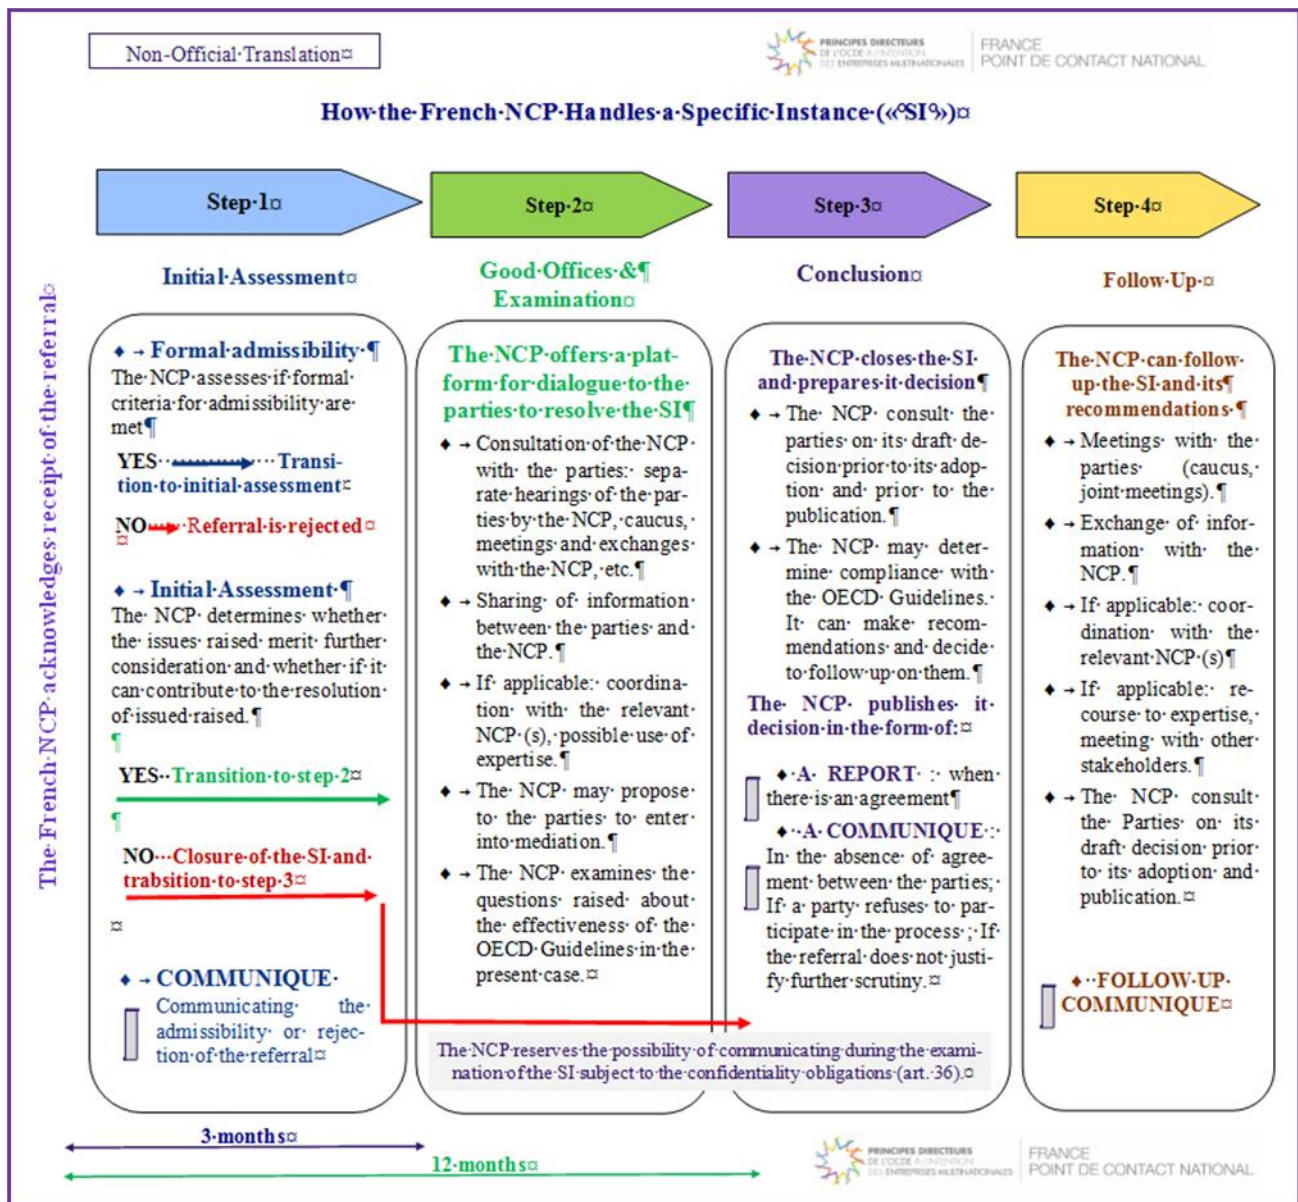 Non-Official·Translation¤
PRINCIPES DIRECTEURS
DE L'OCDE À L'INTENTION
DES ENTREPRISES MULTINATIONALES
FRANCE
POINT DE CONTACT NATIONAL
How·the·French·NCP·Handles·a·Specific·Instance·(«°SI°»)¤
The·French·NCP·acknowledges·receipt·of·the·referral¤
Step·1¤
Step·2¤
Step·3¤
Step·4¤
Initial·Assessment¤
Good·Offices·&¶
Examination¤
Conclusion¤
Follow·Up·¤
♦ → Formal·admissibility·¶
The·NCP·assesses·if·formal·
criteria·for·admissibility·are·
met¶
YES··→···Transi-
tion·to·initial·assessment¤
NO→·Referral·is·rejected¤
¤
♦ → Initial·Assessment·¶
The· NCP· determines· whether·
the· issues· raised· merit· further·
consideration·and·whether·if·it·
can·contribute·to·the·resolution·
of·issued·raised.¶
¶
YES··Transition·to·step·2¤
¶
NO···Closure·of·the·SI·and·
trabsition·to·step·3¤
¤
♦ → COMMUNIQUE·
Communicating· the·
admissibility· or· rejec-
tion·of·the·referral¤
The·NCP·offers·a·plat-
form·for·dialogue·to·the·
parties·to·resolve·the·SI¶
♦ → Consultation·of·the·NCP·
with· the· parties:· sepa-
rate·hearings·of·the·par-
ties·by·the·NCP,·caucus,·
meetings·and·exchanges·
with·the·NCP,·etc.¶
♦ → Sharing· of· information·
between·the·parties·and·
the·NCP.¶
♦ → If· applicable:· coordina-
tion· with· the· relevant·
NCP·(s),·possible·use·of·
expertise.¶
♦ → The· NCP· may· propose·
to· the· parties· to· enter·
into·mediation.¶
♦ → The· NCP· examines· the·
questions· raised· about·
the· effectiveness· of· the·
OECD·Guidelines·in·the·
present·case.¤
The·NCP·closes·the·SI·
and·prepares·it·decision¶
♦ → The· NCP· consult· the·
parties· on· its· draft· de-
cision·prior·to·its·adop-
tion· and· prior· to· the·
publication.¶
♦ → The· NCP· may· deter-
mine· compliance· with·
the· OECD· Guidelines.·
It· can· make· recom-
mendations· and· decide·
to·follow·up·on·them.¶
The· NCP· publishes· it·
decision·in·the·form·of:¤
♦ ·A· REPORT· :· when·
there·is·an·agreement¶
♦ ··A·COMMUNIQUE·:·
In· the· absence· of· agree-
ment· between· the· parties;·
If· a· party· refuses· to· par-
ticipate· in· the· process·;·If·
the·referral·does·not·justi-
fy·further·scrutiny.¤
The·NCP·can·follow·
up·the·SI·and·its¶
recommendations·¶
♦ → Meetings· with· the·
parties· (caucus,·
joint·meetings).¶
♦ → Exchange· of· infor-
mation· with· the·
NCP.¶
♦ → If· applicable:· coor-
dination· with· the·
relevant·NCP·(s)¶
♦ → If· applicable:· re-
course· to· expertise,·
meeting· with· other·
stakeholders.¶
♦ → The· NCP· consult·
the· Parties· on· its·
draft· decision· prior·
to· its· adoption· and·
publication.¤
♦ ··FOLLOW·UP·
COMMUNIQUE¤
The·NCP·reserves·the·possibility·of·communicating·during·the·exami-
nation·of·the·SI·subject·to·the·confidentiality·obligations·(art.·36).¤
3·months¤
12·months¤
PRINCIPES DIRECTEURS
DE L'OCDE À L'INTENTION
DES ENTREPRISES MULTINATIONALES
FRANCE
POINT DE CONTACT NATIONAL